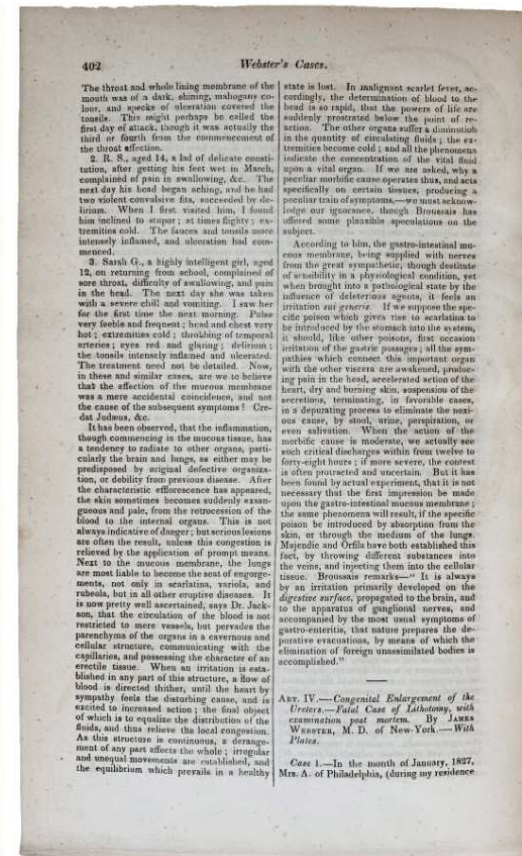 402
Webster's Cases.
The throat and whole lining membrane of the
mouth was of a dark, shining, mahogany co-
lour, and specks of ulceration covered the
tonsils. This might perhaps be called the
first day of attack, though it was actually the
third or fourth from the commencement of
the throat affection.
2. R. S., aged 14, a lad of delicate consti-
tution, after getting his feet wet in March,
complained of pain in swallowing, &c. The
next day his head began aching, and he had
two violent convulsive fits, succeeded by de-
lirium. When I first visited him, I found
him inclined to stupor; at times flighty; ex-
tremities cold. The fauces and tonsils more
intensely inflamed, and ulceration had com-
menced.
3. Sarah G., a highly intelligent girl, aged
12, on returning from school, complained of
sore throat, difficulty of swallowing, and pain
in the head. The next day she was taken
with a severe chill and vomiting. I saw her
for the first time the next morning. Pulse
very feeble and frequent; head and chest very
hot; extremities cold; throbbing of temporal
arteries; eyes red and glaring; delirium;
the tonsils intensely inflamed and ulcerated.
The treatment need not be detailed. Now,
in these and similar cases, are we to believe
that the affection of the mucous membrane
was a mere accidental coincidence, and not
the cause of the subsequent symptoms? Cre-
dat Judæus, &c.
It has been observed, that the inflammation,
though commencing in the mucous tissue, has
a tendency to radiate to other organs, parti-
cularly the brain and lungs, as either may be
predisposed by original defective organiza-
tion, or debility from previous disease. After
the characteristic efflorescence has appeared,
the skin sometimes becomes suddenly exsan-
gueous and pale, from the retrocession of the
blood to the internal organs. This is not
always indicative of danger; but serious lesions
are often the result, unless this congestion is
relieved by the application of prompt means.
Next to the mucous membrane, the lungs
are most liable to become the seat of engorge-
ments, not only in scarlatina, variola, and
rubeola, but in all other eruptive diseases. It
is now pretty well ascertained, says Dr. Jack-
son, that the circulation of the blood is not
restricted to mere vessels, but pervades the
parenchyma of the organs in a cavernous and
cellular structure, communicating with the
capillaries, and possessing the character of an
erectile tissue. When an irritation is esta-
blished in any part of this structure, a flow of
blood is directed thither, until the heart by
sympathy feels the disturbing cause, and is
excited to increased action; the final object
of which is to equalize the distribution of the
fluids, and thus relieve the local congestion.
As this structure is continuous, a derange-
ment of any part affects the whole; irregular
and unequal movements are established, and
the equilibrium which prevails in a healthy
state is lost. In malignant scarlet fever, ac-
cordingly, the determination of blood to the
head is so rapid, that the powers of life are
suddenly prostrated below the point of re-
action. The other organs suffer a diminution
in the quantity of circulating fluids; the ex-
tremities become cold; and all the phenomena
indicate the concentration of the vital fluid
upon a vital organ. If we are asked, why a
peculiar morbific cause operates thus, and acts
specifically on certain tissues, producing a
peculiar train of symptoms,—we must acknow-
ledge our ignorance, though Broussais has
offered some plausible speculations on the
subject.
According to him, the gastro-intestinal mu-
cous membrane, being supplied with nerves
from the great sympathetic, though destitute
of sensibility in a physiological condition, yet
when brought into a pathological state by the
influence of deleterious agents, it feels an
irritation sui generis. If we suppose the spe-
cific poison which gives rise to scarlatina to
be introduced by the stomach into the system,
it should, like other poisons, first occasion
irritation of the gastric passages; all the sym-
pathies which connect this important organ
with the other viscera are awakened, produc-
ing pain in the head, accelerated action of the
heart, dry and burning skin, suspension of the
secretions, terminating, in favorable cases,
in a depurating process to eliminate the noxi-
ous cause, by stool, urine, perspiration, or
even salivation. When the action of the
morbific cause is moderate, we actually see
such critical discharges within from twelve to
forty-eight hours; if more severe, the contest
is often protracted and uncertain. But it has
been found by actual experiment, that it is not
necessary that the first impression be made
upon the gastro-intestinal mucous membrane;
the same phenomena will result, if the specific
poison be introduced by absorption from the
skin, or through the medium of the lungs.
Majendie and Orfila have both established this
fact, by throwing different substances into
the veins, and injecting them into the cellular
tissue. Broussais remarks—"It is always
by an irritation primarily developed on the
digestive surface, propagated to the brain, and
to the apparatus of ganglional nerves, and
accompanied by the most usual symptoms of
gastro-enteritis, that nature prepares the de-
purative evacuations, by means of which the
elimination of foreign unassimilated bodies is
accomplished."
ART. IV.—Congenital Enlargement of the
Ureters.—Fatal Case of Lithotomy, with
examination post mortem. By JAMES
WEBSTER, M. D. of New-York.—With
Plates.
Case 1.—In the month of January, 1827,
Mrs. A. of Philadelphia, (during my residence